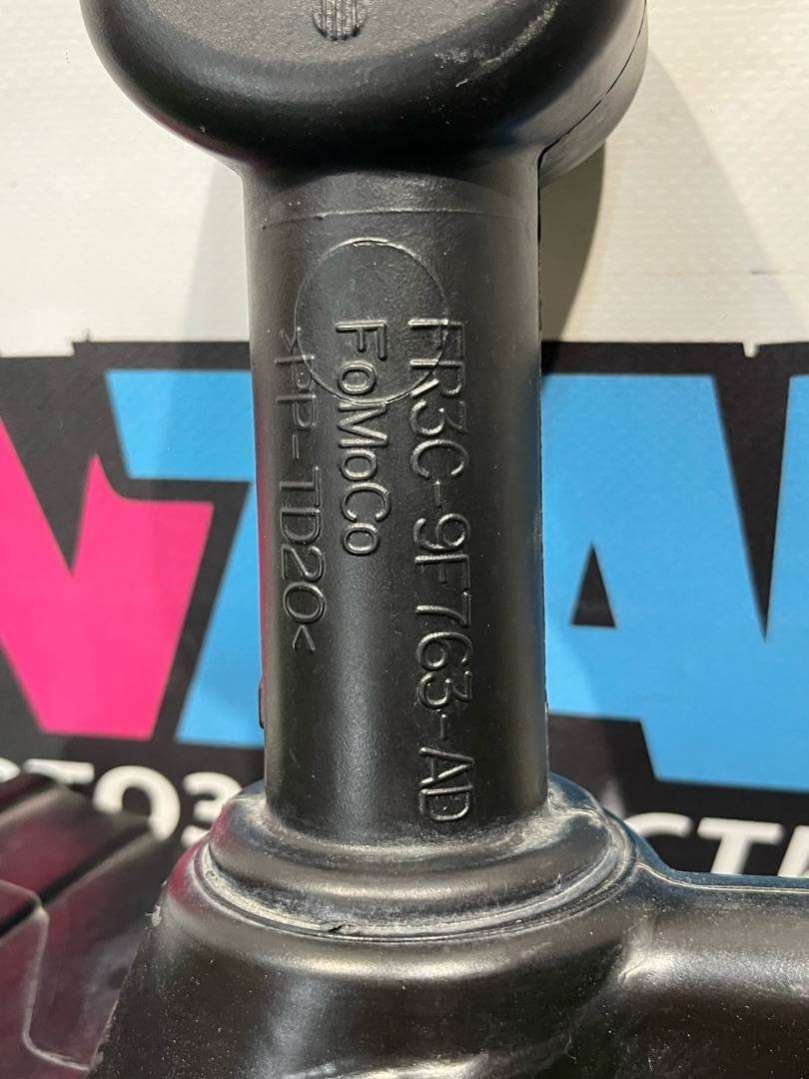 FR3C-9F763-AD
FoMoCo
>PP-TD20<